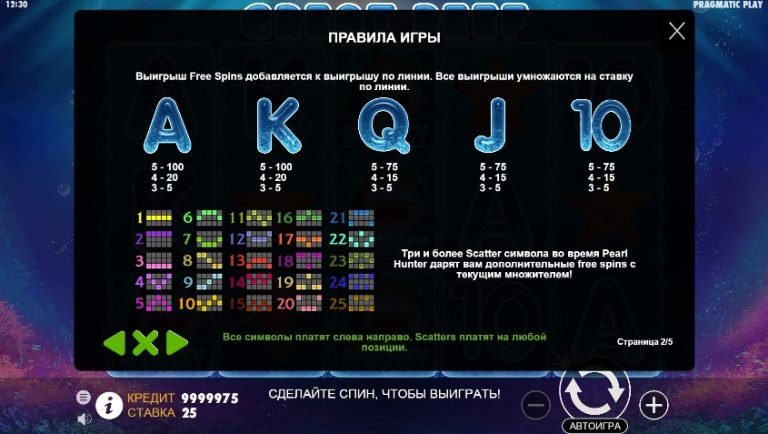 12:30
GREAT REEF
PRAGMATIC PLAY
ПРАВИЛА ИГРЫ
Выигрыш Free Spins добавляется к выигрышу по линии. Все выигрыши умножаются на ставку
по линии.
A K Q J 10
5 - 100 5 - 100 5 - 75 5 - 75 5 - 75
4 - 20 4 - 20 4 - 15 4 - 15 4 - 15
3 - 5 3 - 5 3 - 5 3 - 5 3 - 5
1 6 11 16 21
2 7 12 17 22
3 8 13 18 23
4 9 14 19 24
5 10 15 20 25
Три и более Scatter символа во время Pearl
Hunter дарят вам дополнительные free spins с
текущим множителем!
Все символы платят слева направо. Scatters платят на любой
позиции.
Страница 2/5
КРЕДИТ 9999975
СТАВКА 25
СДЕЛАЙТЕ СПИН, ЧТОБЫ ВЫИГРАТЬ!
АВТОИГРА